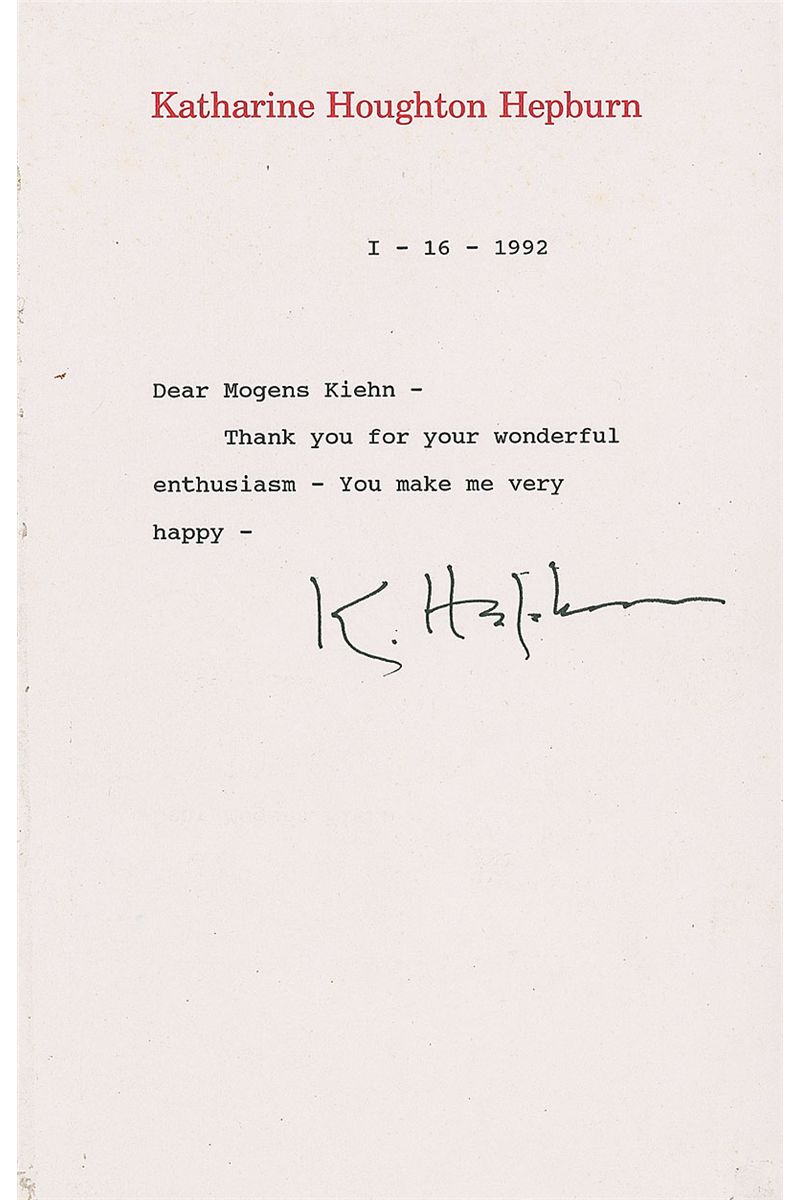 Katharine Houghton Hepburn
I - 16 - 1992
Dear Mogens Kiehn -
Thank you for your wonderful
enthusiasm - You make me very
happy -
K. Hepburn